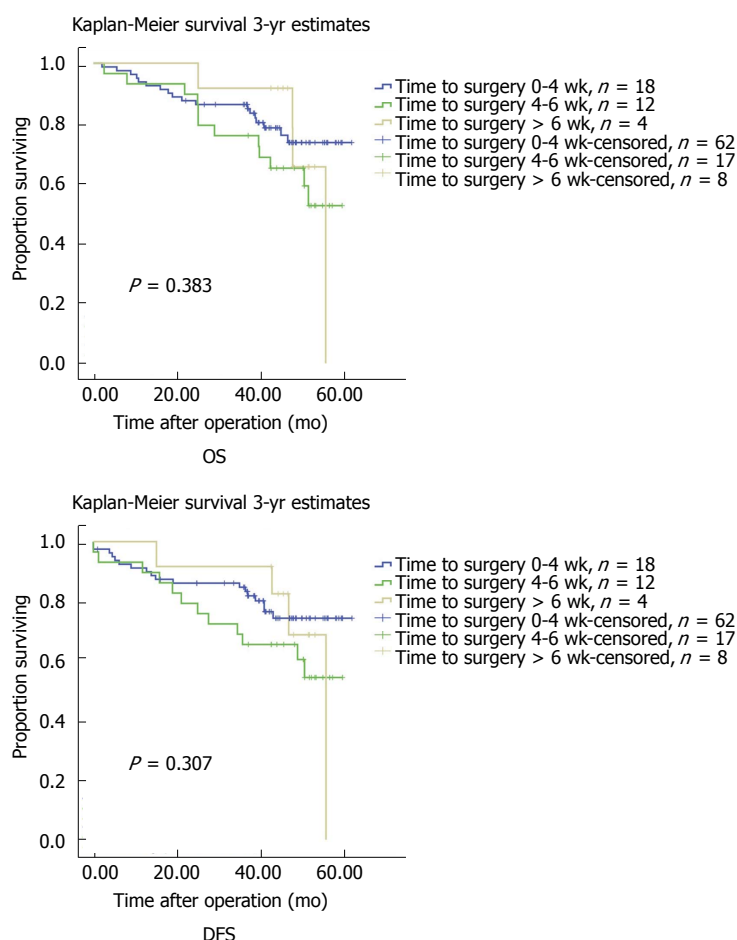 Kaplan-Meier survival 3-yr estimates
1.0
0.8
0.6
0.4
0.2
0.0
Proportion surviving
Time to surgery 0-4 wk, n = 18
Time to surgery 4-6 wk, n = 12
Time to surgery > 6 wk, n = 4
Time to surgery 0-4 wk-censored, n = 62
Time to surgery 4-6 wk-censored, n = 17
Time to surgery > 6 wk-censored, n = 8
P = 0.383
0.00 20.00 40.00 60.00
Time after operation (mo)
OS
Kaplan-Meier survival 3-yr estimates
1.0
0.8
0.6
0.4
0.2
0.0
Proportion surviving
Time to surgery 0-4 wk, n = 18
Time to surgery 4-6 wk, n = 12
Time to surgery > 6 wk, n = 4
Time to surgery 0-4 wk-censored, n = 62
Time to surgery 4-6 wk-censored, n = 17
Time to surgery > 6 wk-censored, n = 8
P = 0.307
0.00 20.00 40.00 60.00
Time after operation (mo)
DFS